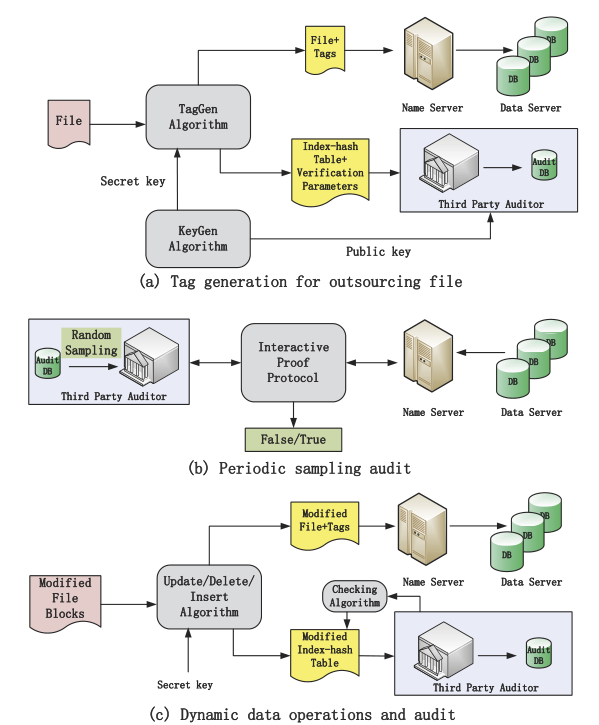 File+
Tags
DB
DB
DB
Name Server
Data Server
File
TagGen
Algorithm
Index-hash
Table+
Verification
Parameters
Audit
DB
Third Party Auditor
Secret key
KeyGen
Algorithm
Public key
(a) Tag generation for outsourcing file
Random
Sampling
Audit
DB
Third Party Auditor
Interactive
Proof
Protocol
False/True
DB
DB
DB
Name Server
Data Server
(b) Periodic sampling audit
Modified
File+Tags
DB
DB
DB
Name Server
Data Server
Modified
File
Blocks
Update/Delete/
Insert
Algorithm
Checking
Algorithm
Modified
Index-hash
Table
Audit
DB
Third Party Auditor
Secret key
(c) Dynamic data operations and audit